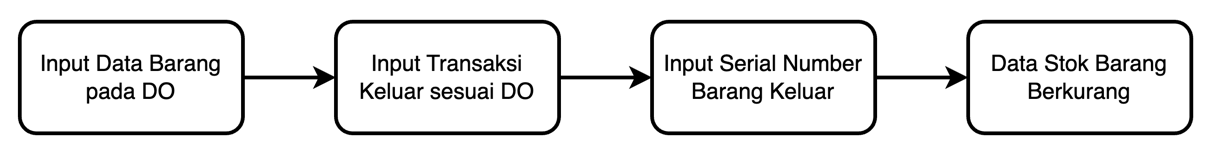 Input Data Barang
pada DO
Input Transaksi
Keluar sesuai DO
Input Serial Number
Barang Keluar
Data Stok Barang
Berkurang